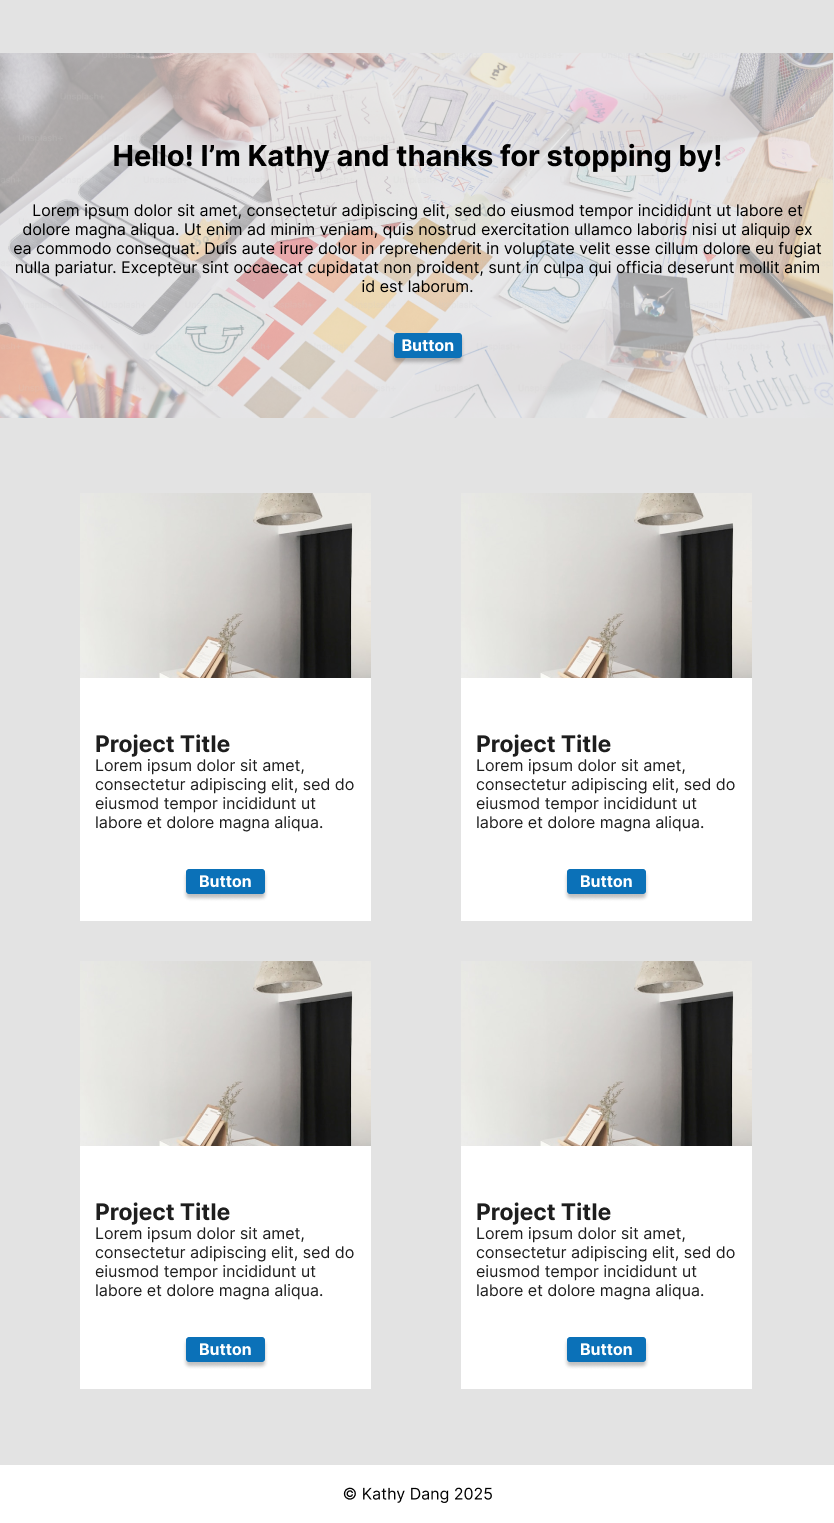 Hello! I’m Kathy and thanks for stopping by!
Lorem ipsum dolor sit amet, consectetur adipiscing elit, sed do eiusmod tempor incididunt ut labore et
dolore magna aliqua. Ut enim ad minim veniam, quis nostrud exercitation ullamco laboris nisi ut aliquip ex
ea commodo consequat. Duis aute irure dolor in reprehenderit in voluptate velit esse cillum dolore eu fugiat
nulla pariatur. Excepteur sint occaecat cupidatat non proident, sunt in culpa qui officia deserunt mollit anim
id est laborum.
Button
Project Title
Lorem ipsum dolor sit amet,
consectetur adipiscing elit, sed do
eiusmod tempor incididunt ut
labore et dolore magna aliqua.
Button
Project Title
Lorem ipsum dolor sit amet,
consectetur adipiscing elit, sed do
eiusmod tempor incididunt ut
labore et dolore magna aliqua.
Button
Project Title
Lorem ipsum dolor sit amet,
consectetur adipiscing elit, sed do
eiusmod tempor incididunt ut
labore et dolore magna aliqua.
Button
Project Title
Lorem ipsum dolor sit amet,
consectetur adipiscing elit, sed do
eiusmod tempor incididunt ut
labore et dolore magna aliqua.
Button
© Kathy Dang 2025